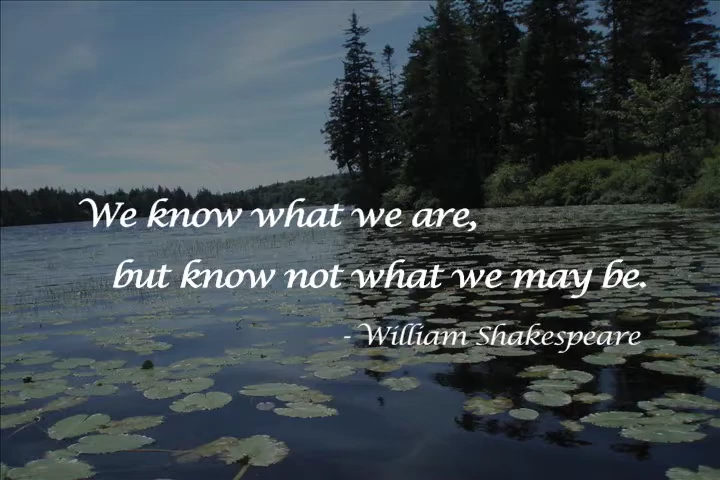 We know what we are,
but know not what we may be.
- William Shakespeare